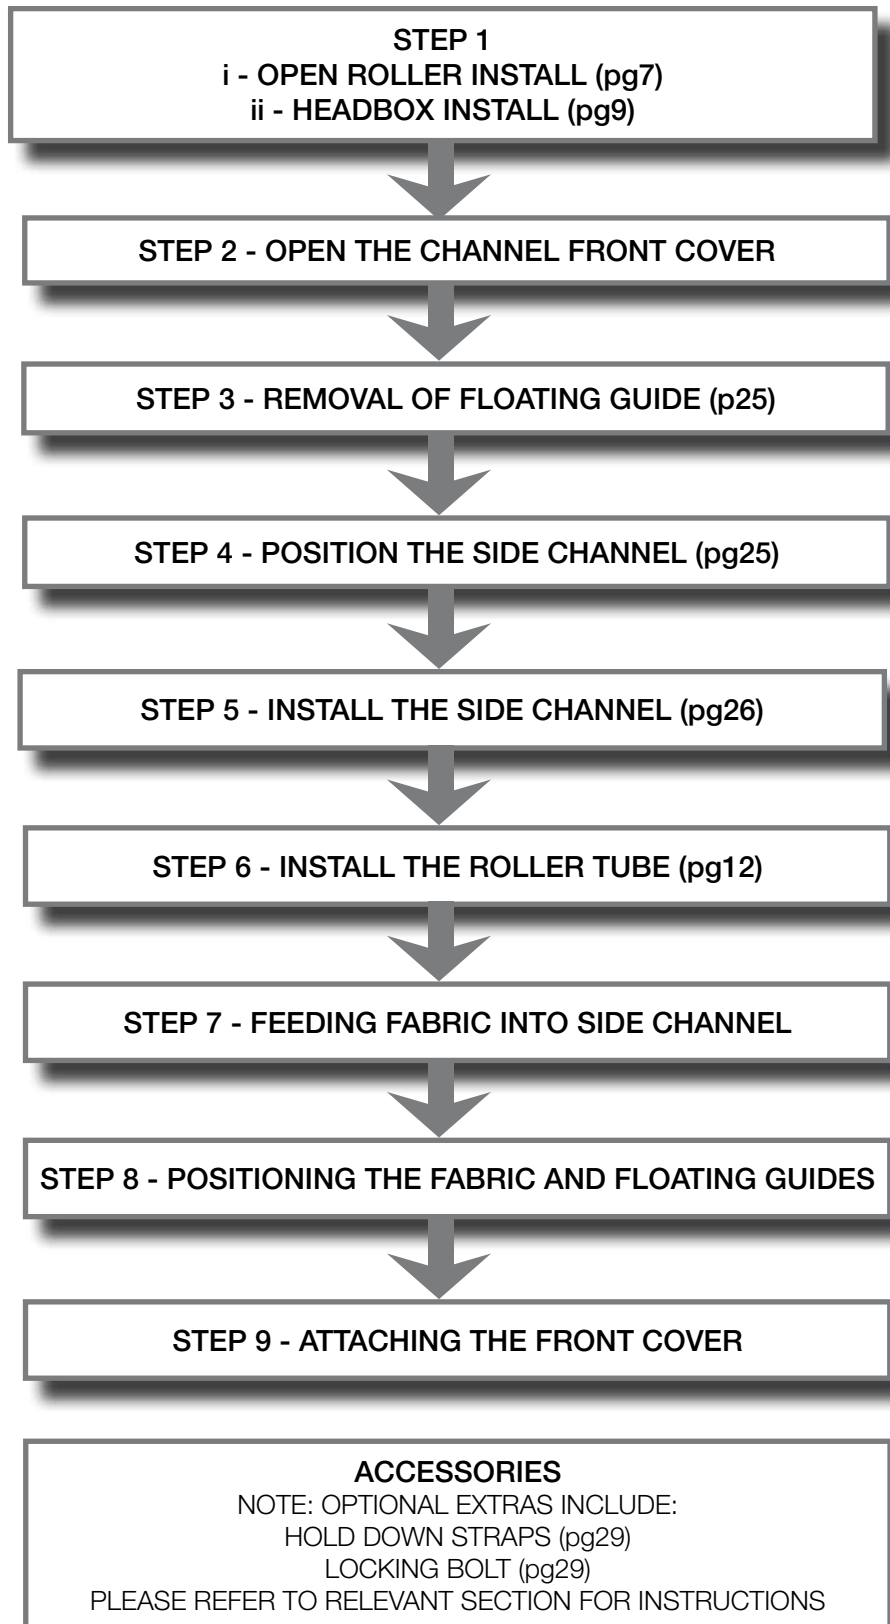 STEP 1
i - OPEN ROLLER INSTALL (pg7)
ii - HEADBOX INSTALL (pg9)
STEP 2 - OPEN THE CHANNEL FRONT COVER
STEP 3 - REMOVAL OF FLOATING GUIDE (p25)
STEP 4 - POSITION THE SIDE CHANNEL (pg25)
STEP 5 - INSTALL THE SIDE CHANNEL (pg26)
STEP 6 - INSTALL THE ROLLER TUBE (pg12)
STEP 7 - FEEDING FABRIC INTO SIDE CHANNEL
STEP 8 - POSITIONING THE FABRIC AND FLOATING GUIDES
STEP 9 - ATTACHING THE FRONT COVER
ACCESSORIES
NOTE: OPTIONAL EXTRAS INCLUDE:
HOLD DOWN STRAPS (pg29)
LOCKING BOLT (pg29)
PLEASE REFER TO RELEVANT SECTION FOR INSTRUCTIONS